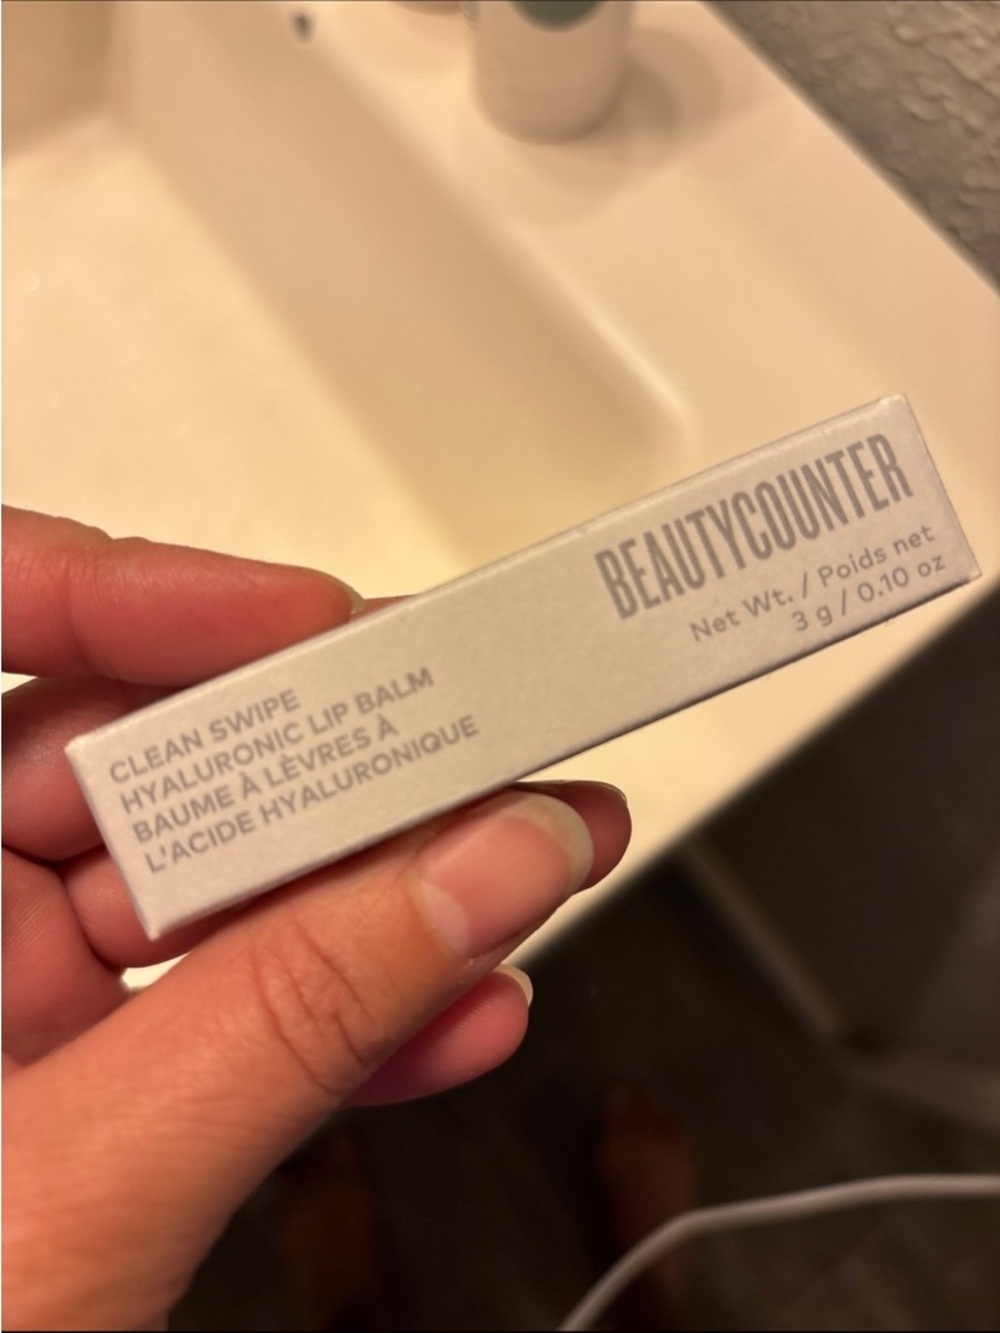 BEAUTYCOUNTER
Net Wt. / Poids net
3 g / 0.10 oz
CLEAN SWIPE
HYALURONIC LIP BALM
BAUME À LÈVRES À
L'ACIDE HYALURONIQUE